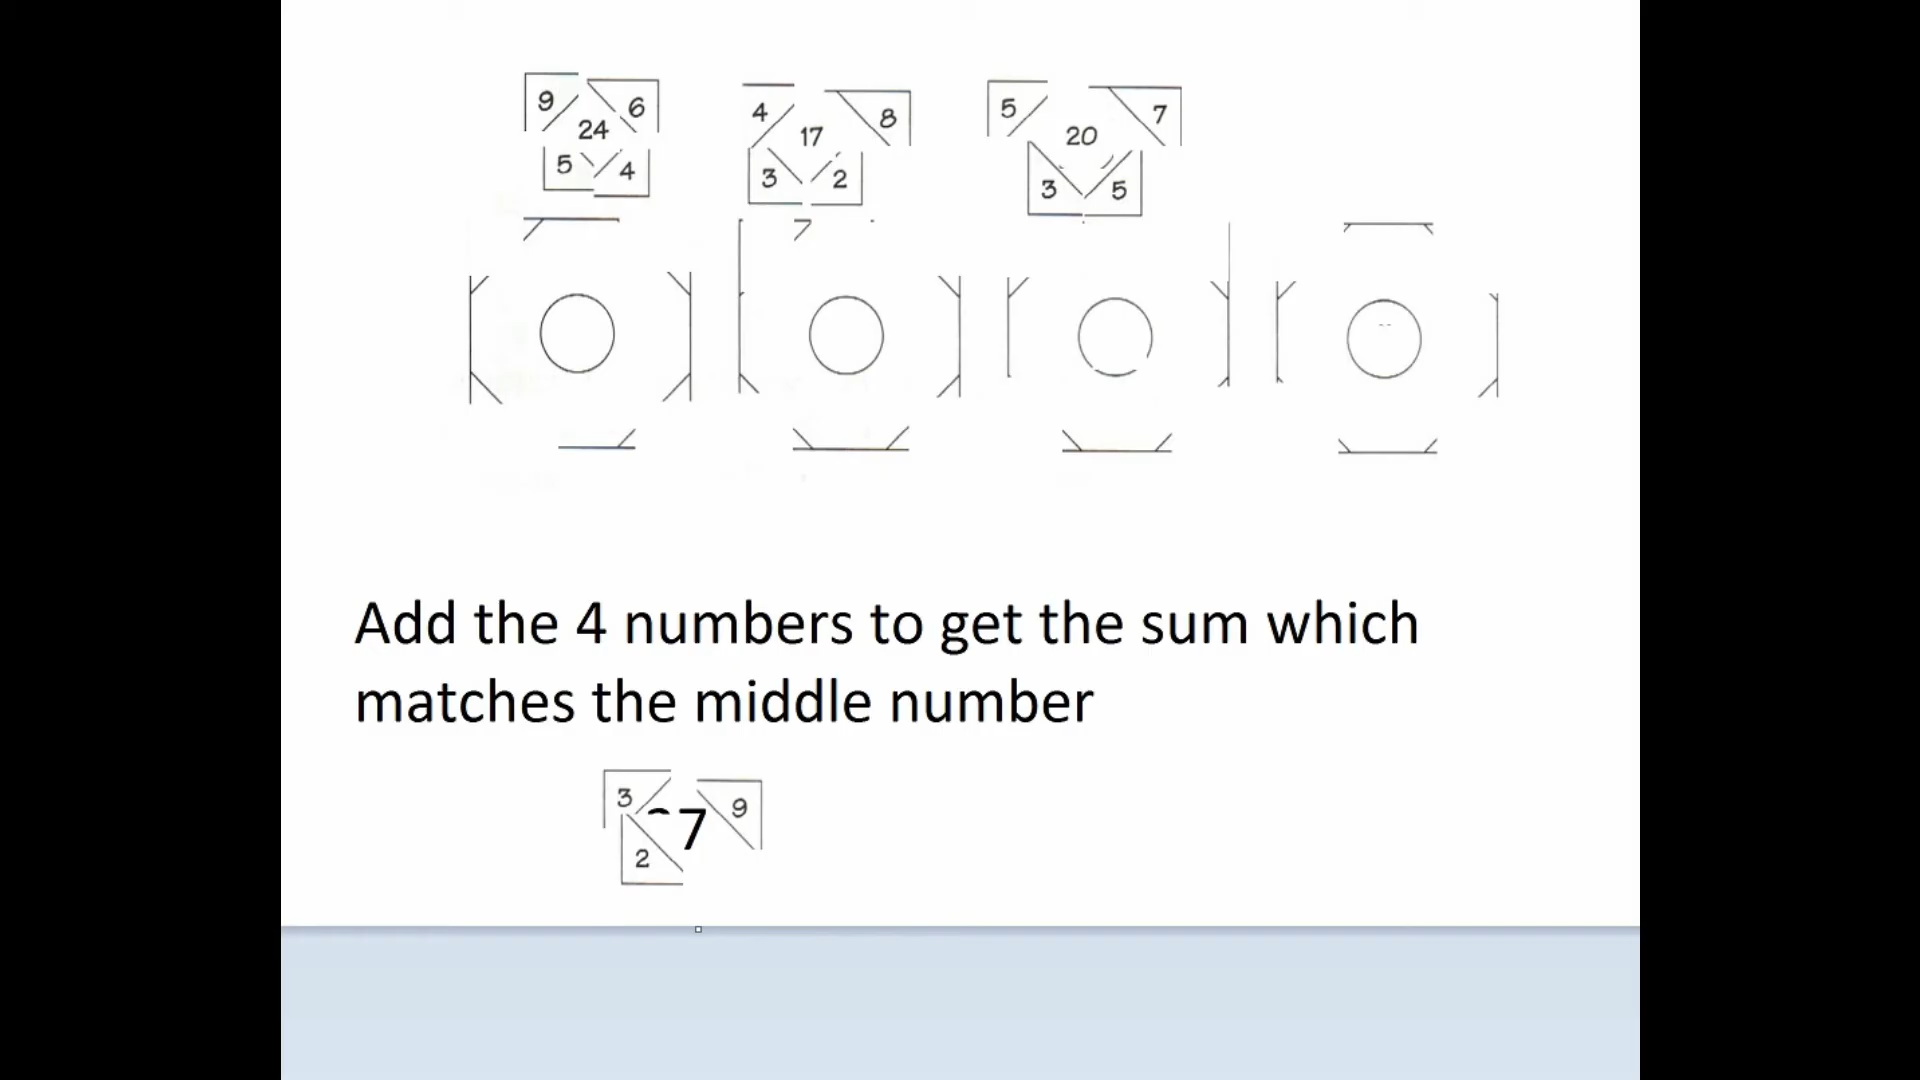 9 6 4 8 5 7
24 17 20
5 4 3 2 3 5
Add the 4 numbers to get the sum which
matches the middle number
3 9
7
2